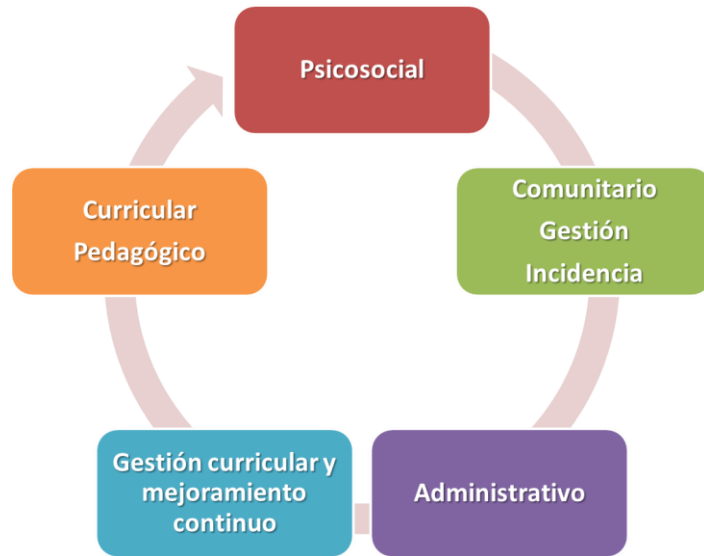 Psicosocial
Comunitario
Gestión
Incidencia
Administrativo
Gestión curricular y
mejoramiento
continuo
Curricular
Pedagógico